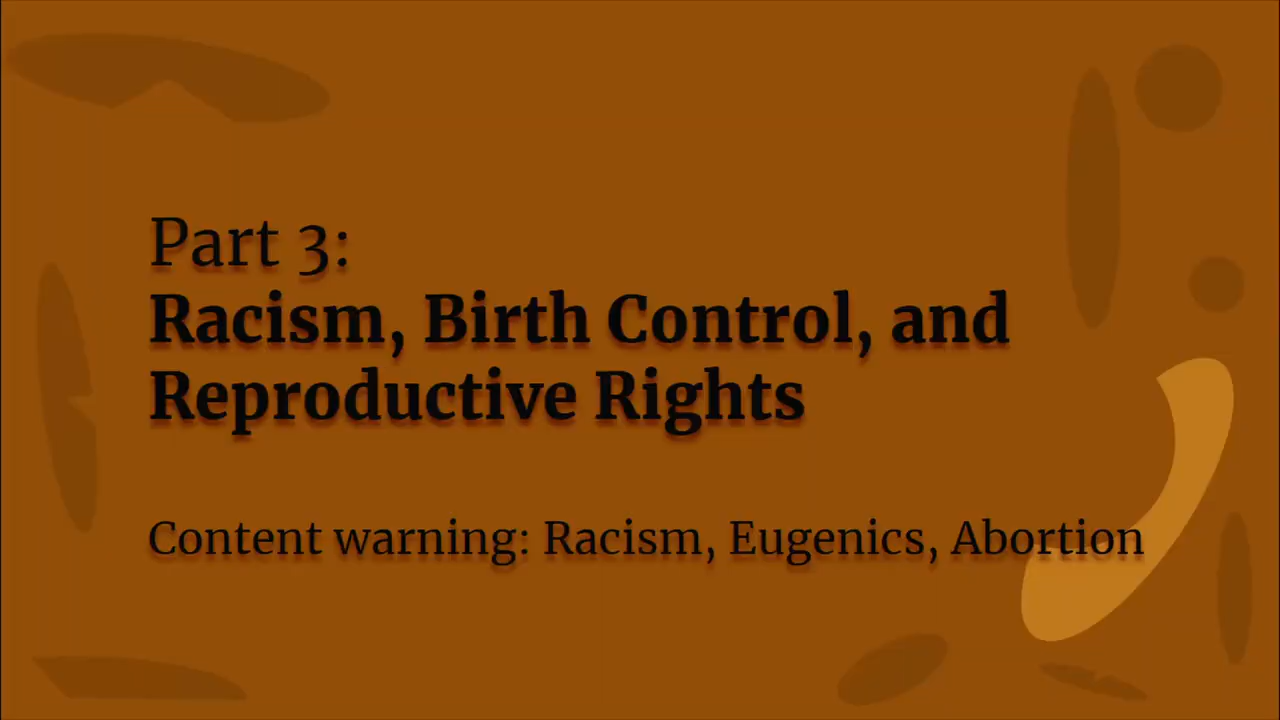 Part 3:
Racism, Birth Control, and
Reproductive Rights
Content warning: Racism, Eugenics, Abortion